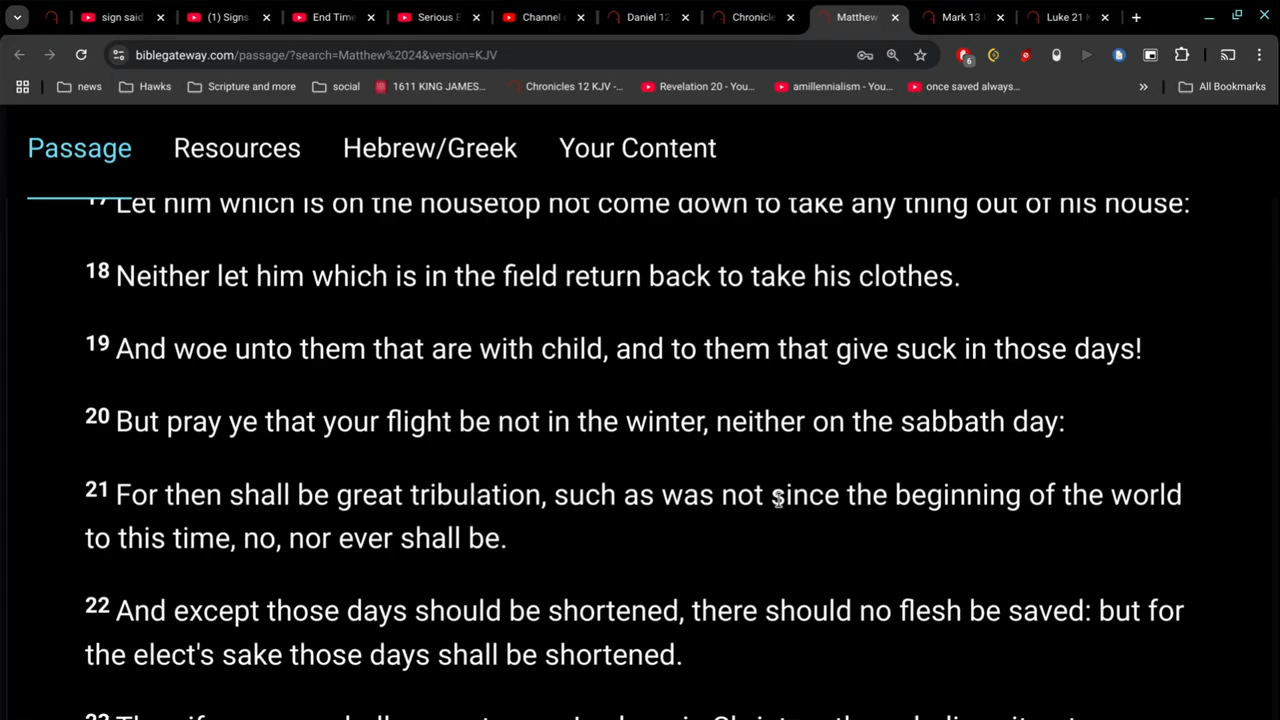 sign said
(1) Signs
End Time
Serious E
Channel
Daniel 12
Chronicle
Matthew
Mark 13
Luke 21
biblegateway.com/passage/?search=Matthew%2024&version=KJV
6
news
Hawks
Scripture and more
social
1611 KING JAMES...
Chronicles 12 KJV -...
Revelation 20 - You...
amillennialism - You...
once saved always...
»
All Bookmarks
Passage
Resources
Hebrew/Greek
Your Content
17 Let him which is on the housetop not come down to take any thing out of his house:
18 Neither let him which is in the field return back to take his clothes.
19 And woe unto them that are with child, and to them that give suck in those days!
20 But pray ye that your flight be not in the winter, neither on the sabbath day:
21 For then shall be great tribulation, such as was not since the beginning of the world
to this time, no, nor ever shall be.
22 And except those days should be shortened, there should no flesh be saved: but for
the elect's sake those days shall be shortened.